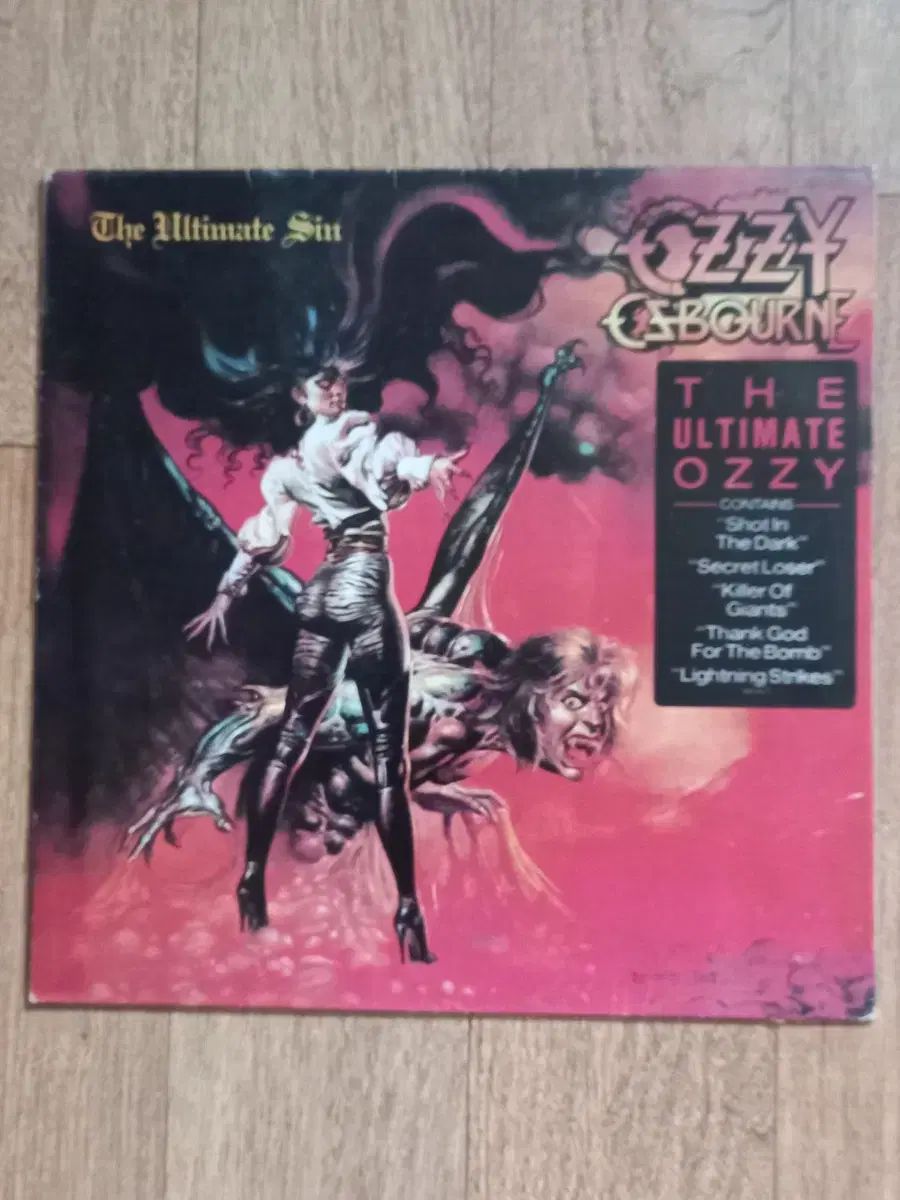 The Ultimate Sin
OZZY
OSBOURNE
THE
ULTIMATE
OZZY
CONTAINS
"Shot In
The Dark"
"Secret Loser"
"Killer Of
Giants"
"Thank God
For The Bomb"
"Lightning Strikes"